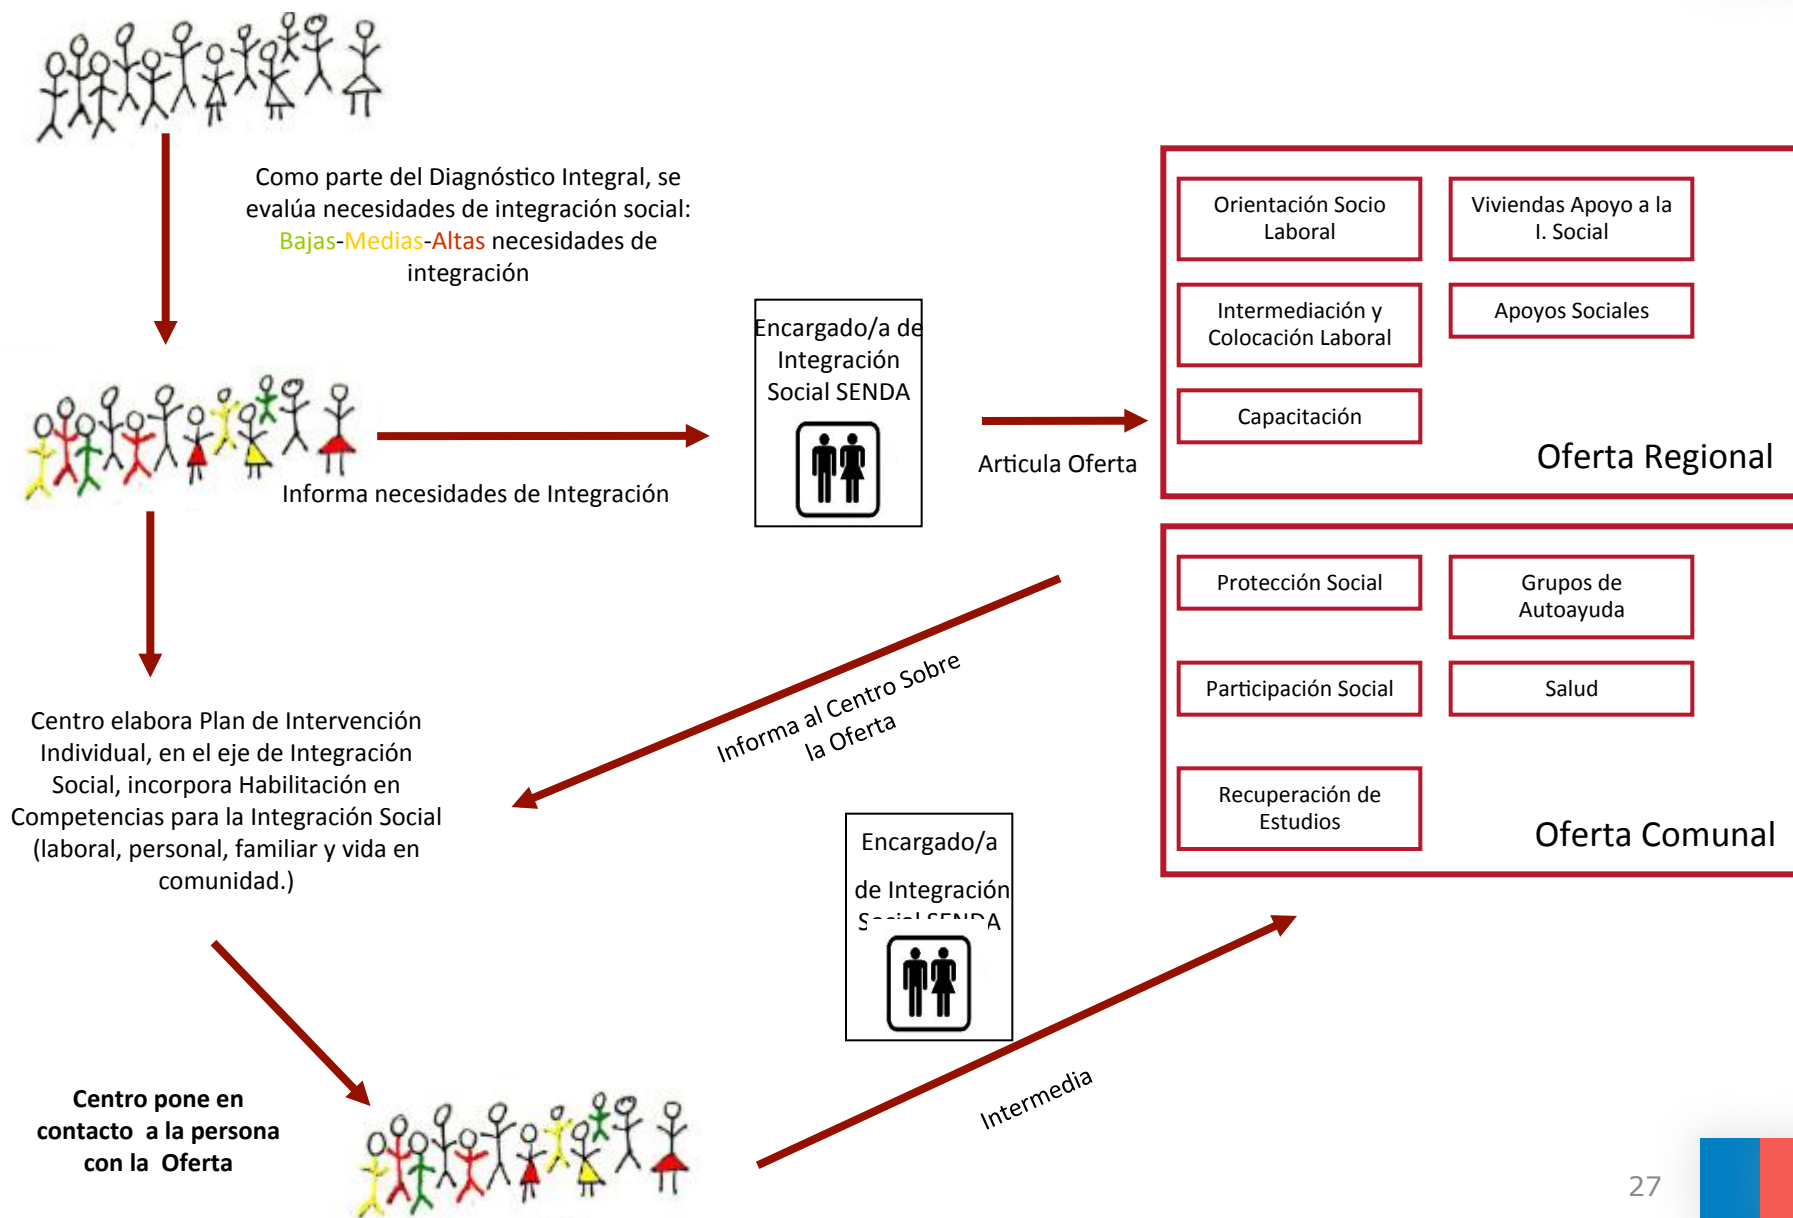 Como parte del Diagnóstico Integral, se
evalúa necesidades de integración social:
Bajas-Medias-Altas necesidades de
integración
Encargado/a de
Integración
Social SENDA
Informa necesidades de Integración
Articula Oferta
Orientación Socio
Laboral
Viviendas Apoyo a la
I. Social
Intermediación y
Colocación Laboral
Apoyos Sociales
Capacitación
Oferta Regional
Protección Social
Grupos de
Autoayuda
Participación Social
Salud
Recuperación de
Estudios
Oferta Comunal
Informa al Centro Sobre
la Oferta
Centro elabora Plan de Intervención
Individual, en el eje de Integración
Social, incorpora Habilitación en
Competencias para la Integración Social
(laboral, personal, familiar y vida en
comunidad.)
Encargado/a
de Integración
Social SENDA
Intermedia
Centro pone en
contacto a la persona
con la Oferta
27